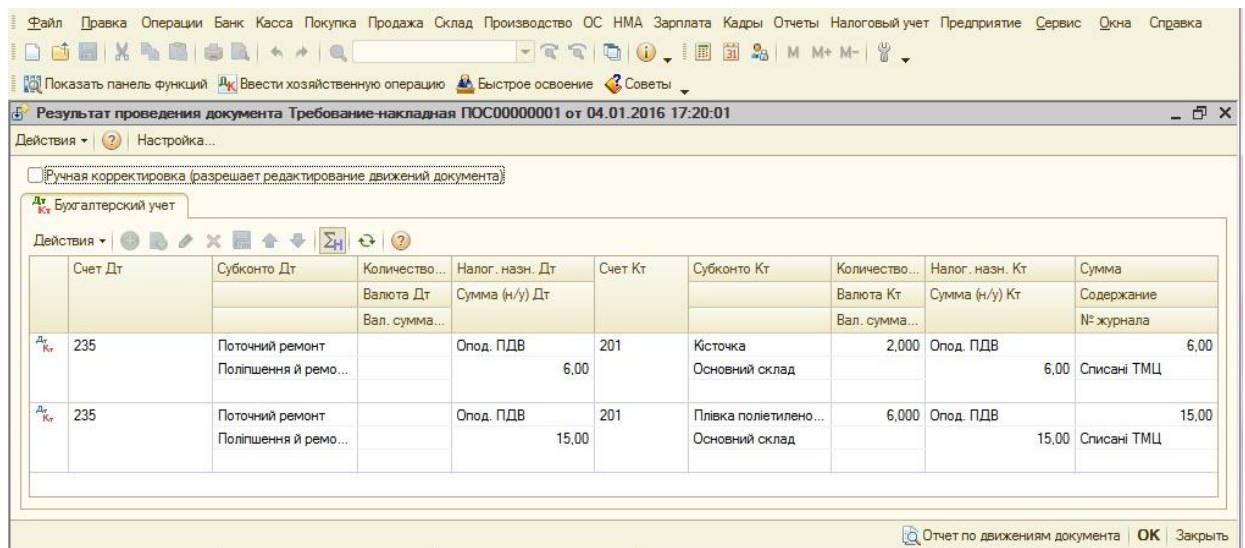 Файл Правка Операции Банк Касса Покупка Продажа Склад Производство ОС НМА Зарплата Кадры Отчеты Налоговый учет Предприятие Сервис Окна Справка
M M+ M-
Показать панель функций Ввести хозяйственную операцию Быстрое освоение Советы
Результат проведения документа Требование-накладная ПОС00000001 от 04.01.2016 17:20:01
Действия Настройка...
Ручная корректировка (разрешает редактирование движений документа)
Бухгалтерский учет
Действия
Счет Дт Субконто Дт Количество... Налог. назн. Дт Счет Кт Субконто Кт Количество... Налог. назн. Кт Сумма
Валюта Дт Сумма (н/у) Дт Валюта Кт Сумма (н/у) Кт Содержание
Вал. сумма... Вал. сумма... № журнала
235 Поточний ремонт Опод. ПДВ 201 Кісточка 2,000 Опод. ПДВ 6,00
Поліпшення й ремо... 6,00 Основний склад 6,00 Списані ТМЦ
235 Поточний ремонт Опод. ПДВ 201 Плівка поліетилено... 6,000 Опод. ПДВ 15,00
Поліпшення й ремо... 15,00 Основний склад 15,00 Списані ТМЦ
Отчет по движениям документа ОК Закрыть